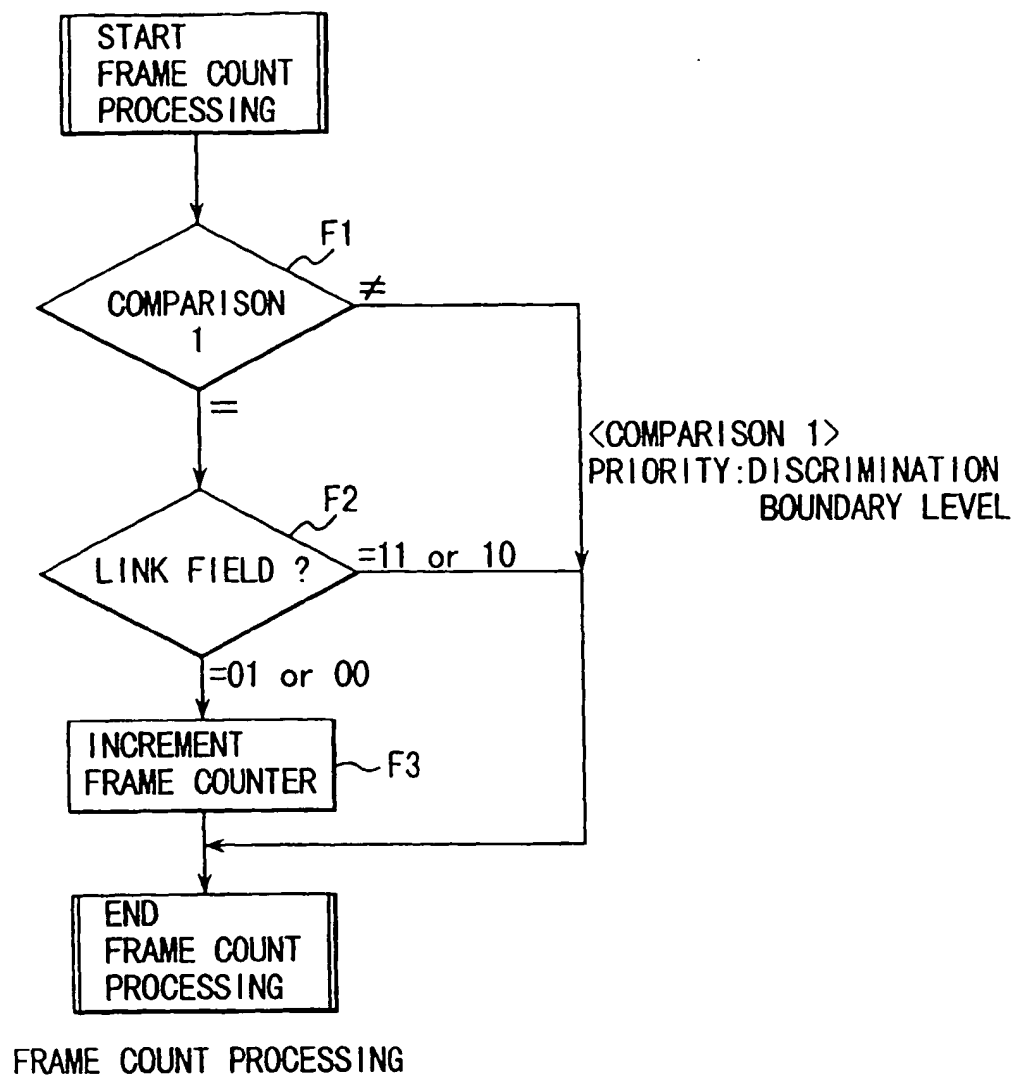 START
FRAME COUNT
PROCESSING
F1
COMPARISON
1
≠
=
<COMPARISON 1>
PRIORITY:DISCRIMINATION
BOUNDARY LEVEL
F2
LINK FIELD ?
=11 or 10
=01 or 00
INCREMENT
FRAME COUNTER
F3
END
FRAME COUNT
PROCESSING
FRAME COUNT PROCESSING